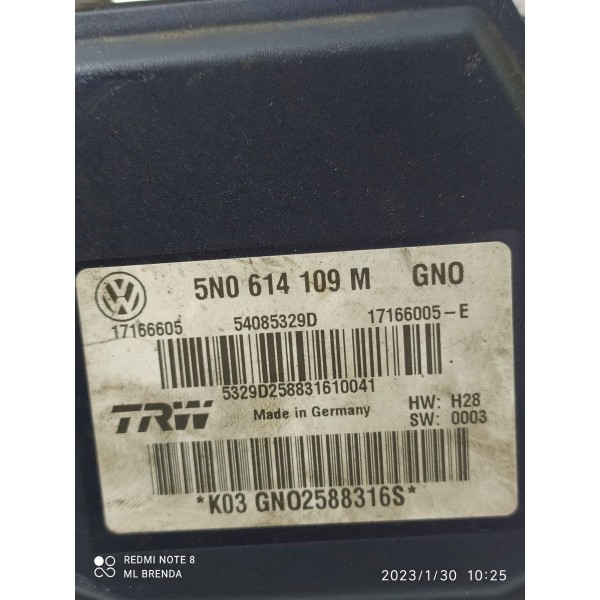 5N0 614 109 M GNO
17166605 54085329D 17166005-E
5329D258831610041
TRW Made in Germany HW: H28
SW: 0003
*K03 GNO2588316S*
REDMI NOTE 8
ML BRENDA
2023/1/30 10:25